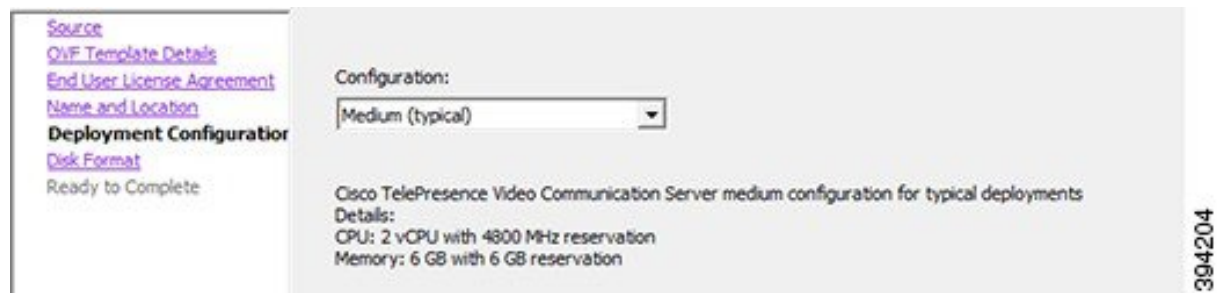 Source
OVF Template Details
End User License Agreement
Name and Location
Deployment Configuration
Disk Format
Ready to Complete
Configuration:
Medium (typical)
Cisco TelePresence Video Communication Server medium configuration for typical deployments
Details:
CPU: 2 vCPU with 4800 MHz reservation
Memory: 6 GB with 6 GB reservation
394204